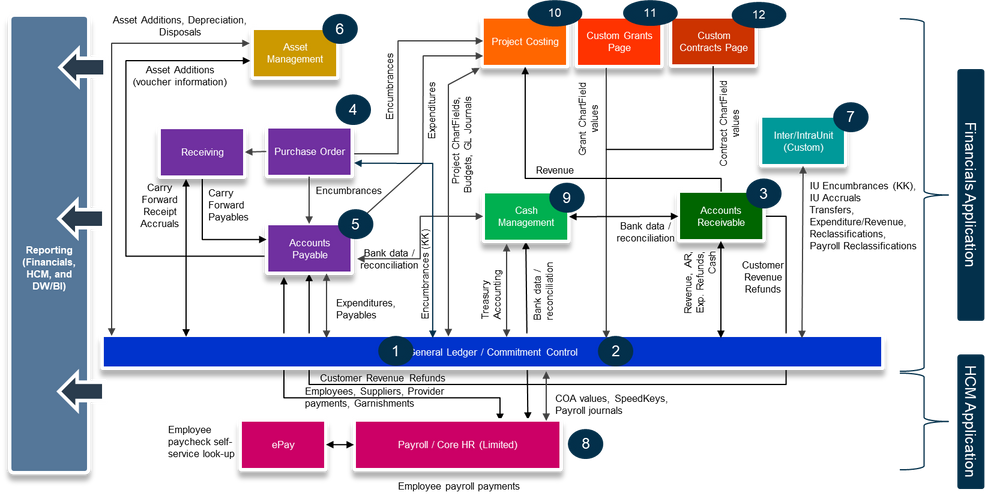 Asset Additions, Depreciation,
Disposals
6
Asset
Management
Asset Additions
(voucher information)
10
Project Costing
11
Custom Grants
Page
12
Custom
Contracts Page
Encumbrances
Expenditures
Project ChartFields,
Budgets, GL Journals
Grant ChartField
values
Contract ChartField
values
4
Receiving
Purchase Order
7
Inter/IntraUnit
(Custom)
Carry
Forward
Receipt
Accruals
Carry
Forward
Payables
Encumbrances
Revenue
IU Encumbrances (KK),
IU Accruals
Transfers,
Expenditure/Revenue,
Reclassifications,
Payroll Reclassifications
5
Accounts
Payable
9
Cash
Management
3
Accounts
Receivable
Bank data /
reconciliation
Bank data /
reconciliation
Reporting
(Financials,
HCM, and
DW/BI)
Expenditures,
Payables
Encumbrances (KK)
Treasury
Accounting
Bank data /
reconciliation
Revenue, AR,
Exp. Refunds,
Cash
Customer
Revenue
Refunds
1
General Ledger / Commitment Control
2
Customer Revenue Refunds
Employees, Suppliers, Provider
payments, Garnishments
COA values, SpeedKeys,
Payroll journals
Employee
paycheck self-
service look-up
ePay
Payroll / Core HR (Limited)
8
Employee payroll payments
Financials Application
HCM Application